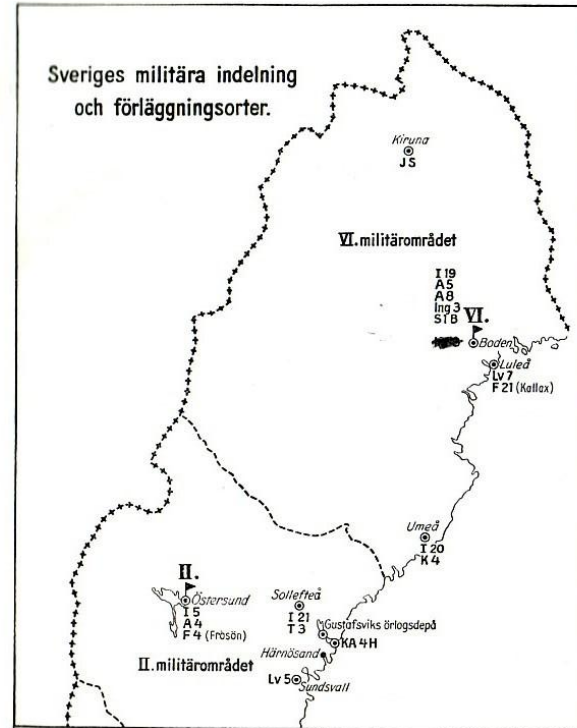 Sveriges militära indelning
och förläggningsorter.
Kiruna
JS
VI. militärområdet
I 19
A 5
A 8
Ing 3
S 1 B
VI.
Boden
Luleå
Lv 7
F 21 (Kallax)
Umeå
I 20
K 4
II.
Östersund
I 5
A 4
F 4 (Frösön)
Sollefteå
I 21
T 3
Gustafsviks örlogsdepå
KA 4 H
Härnösand
II. militärområdet
Lv 5
Sundsvall